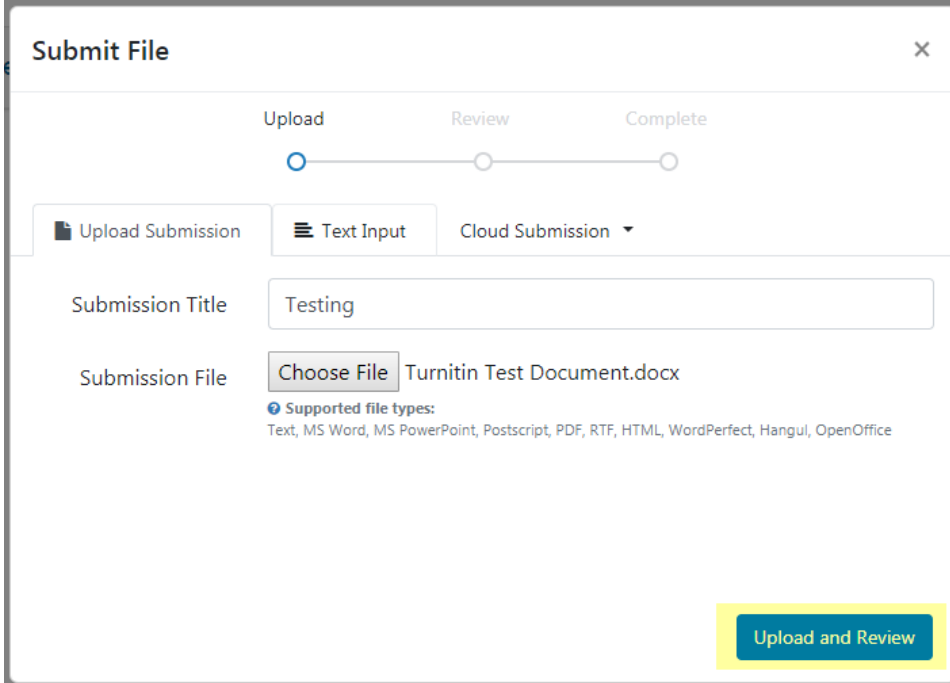 Submit File ×
Upload Review Complete
Upload Submission Text Input Cloud Submission
Submission Title Testing
Submission File Choose File Turnitin Test Document.docx
Supported file types:
Text, MS Word, MS PowerPoint, Postscript, PDF, RTF, HTML, WordPerfect, Hangul, OpenOffice
Upload and Review